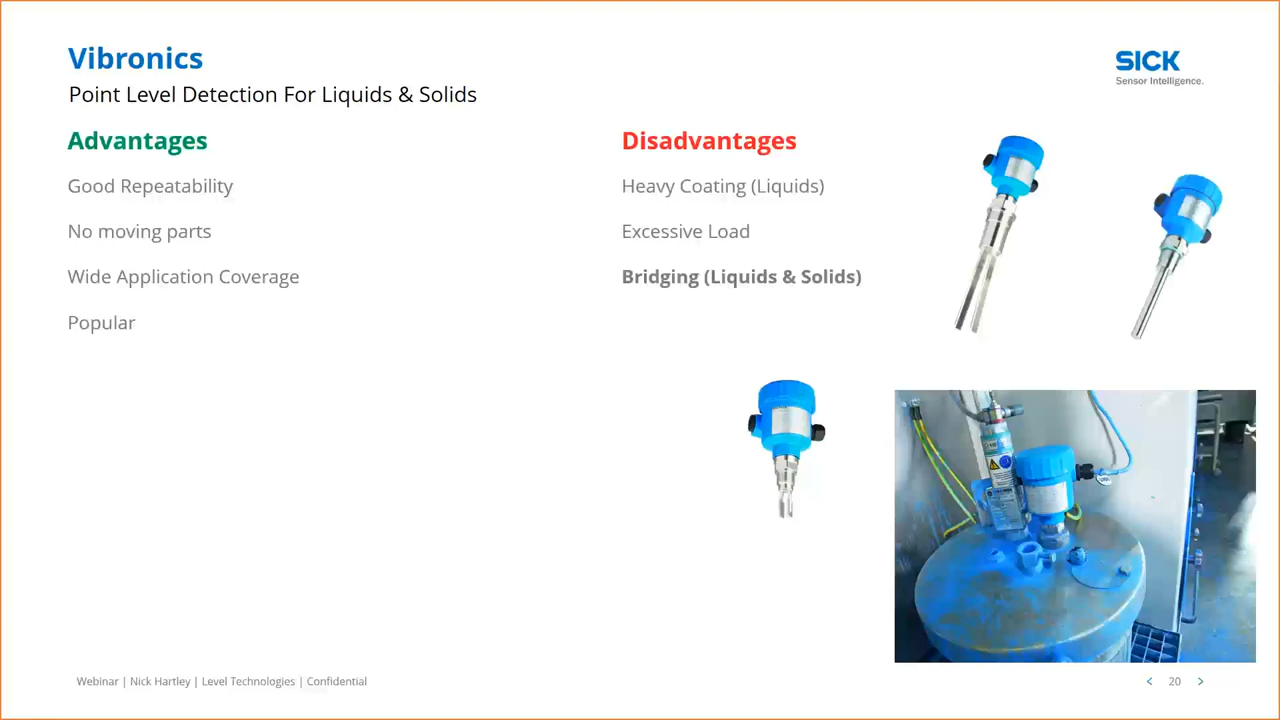 Vibronics
Point Level Detection For Liquids & Solids
SICK
Sensor Intelligence.
Advantages
Good Repeatability
No moving parts
Wide Application Coverage
Popular
Disadvantages
Heavy Coating (Liquids)
Excessive Load
Bridging (Liquids & Solids)
Webinar | Nick Hartley | Level Technologies | Confidential
< 20 >